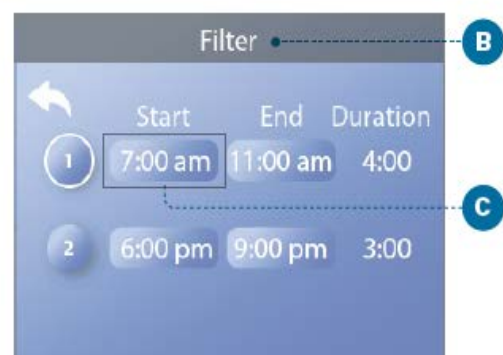 Filter
B
Start End Duration
1 7:00 am 11:00 am 4:00
C
2 6:00 pm 9:00 pm 3:00